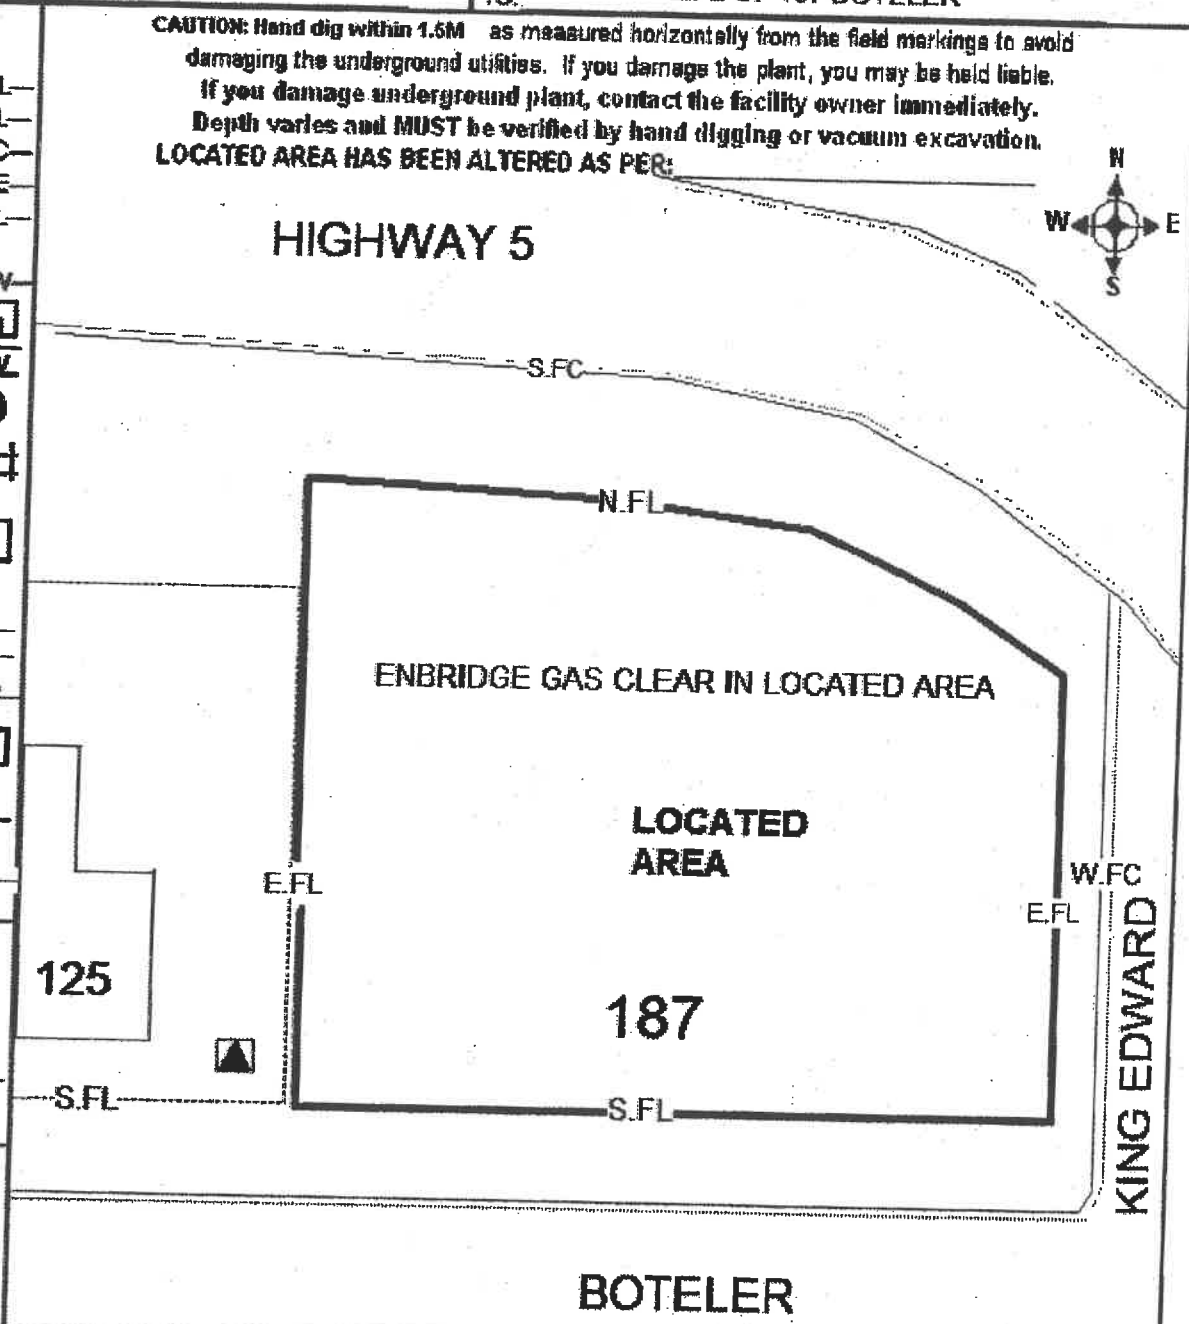 BOTELER
CAUTION: Hand dig within 1.5M as measured horizontally from the field markings to avoid
damaging the underground utilities. If you damage the plant, you may be held liable.
If you damage underground plant, contact the facility owner immediately.
Depth varies and MUST be verified by hand digging or vacuum excavation.
LOCATED AREA HAS BEEN ALTERED AS PER:
N
W E
S
HIGHWAY 5
S.FC
N.FL
ENBRIDGE GAS CLEAR IN LOCATED AREA
LOCATED
AREA
E.FL
W.FC
E.FL
KING EDWARD
125
187
S.FL
S.FL
BOTELER